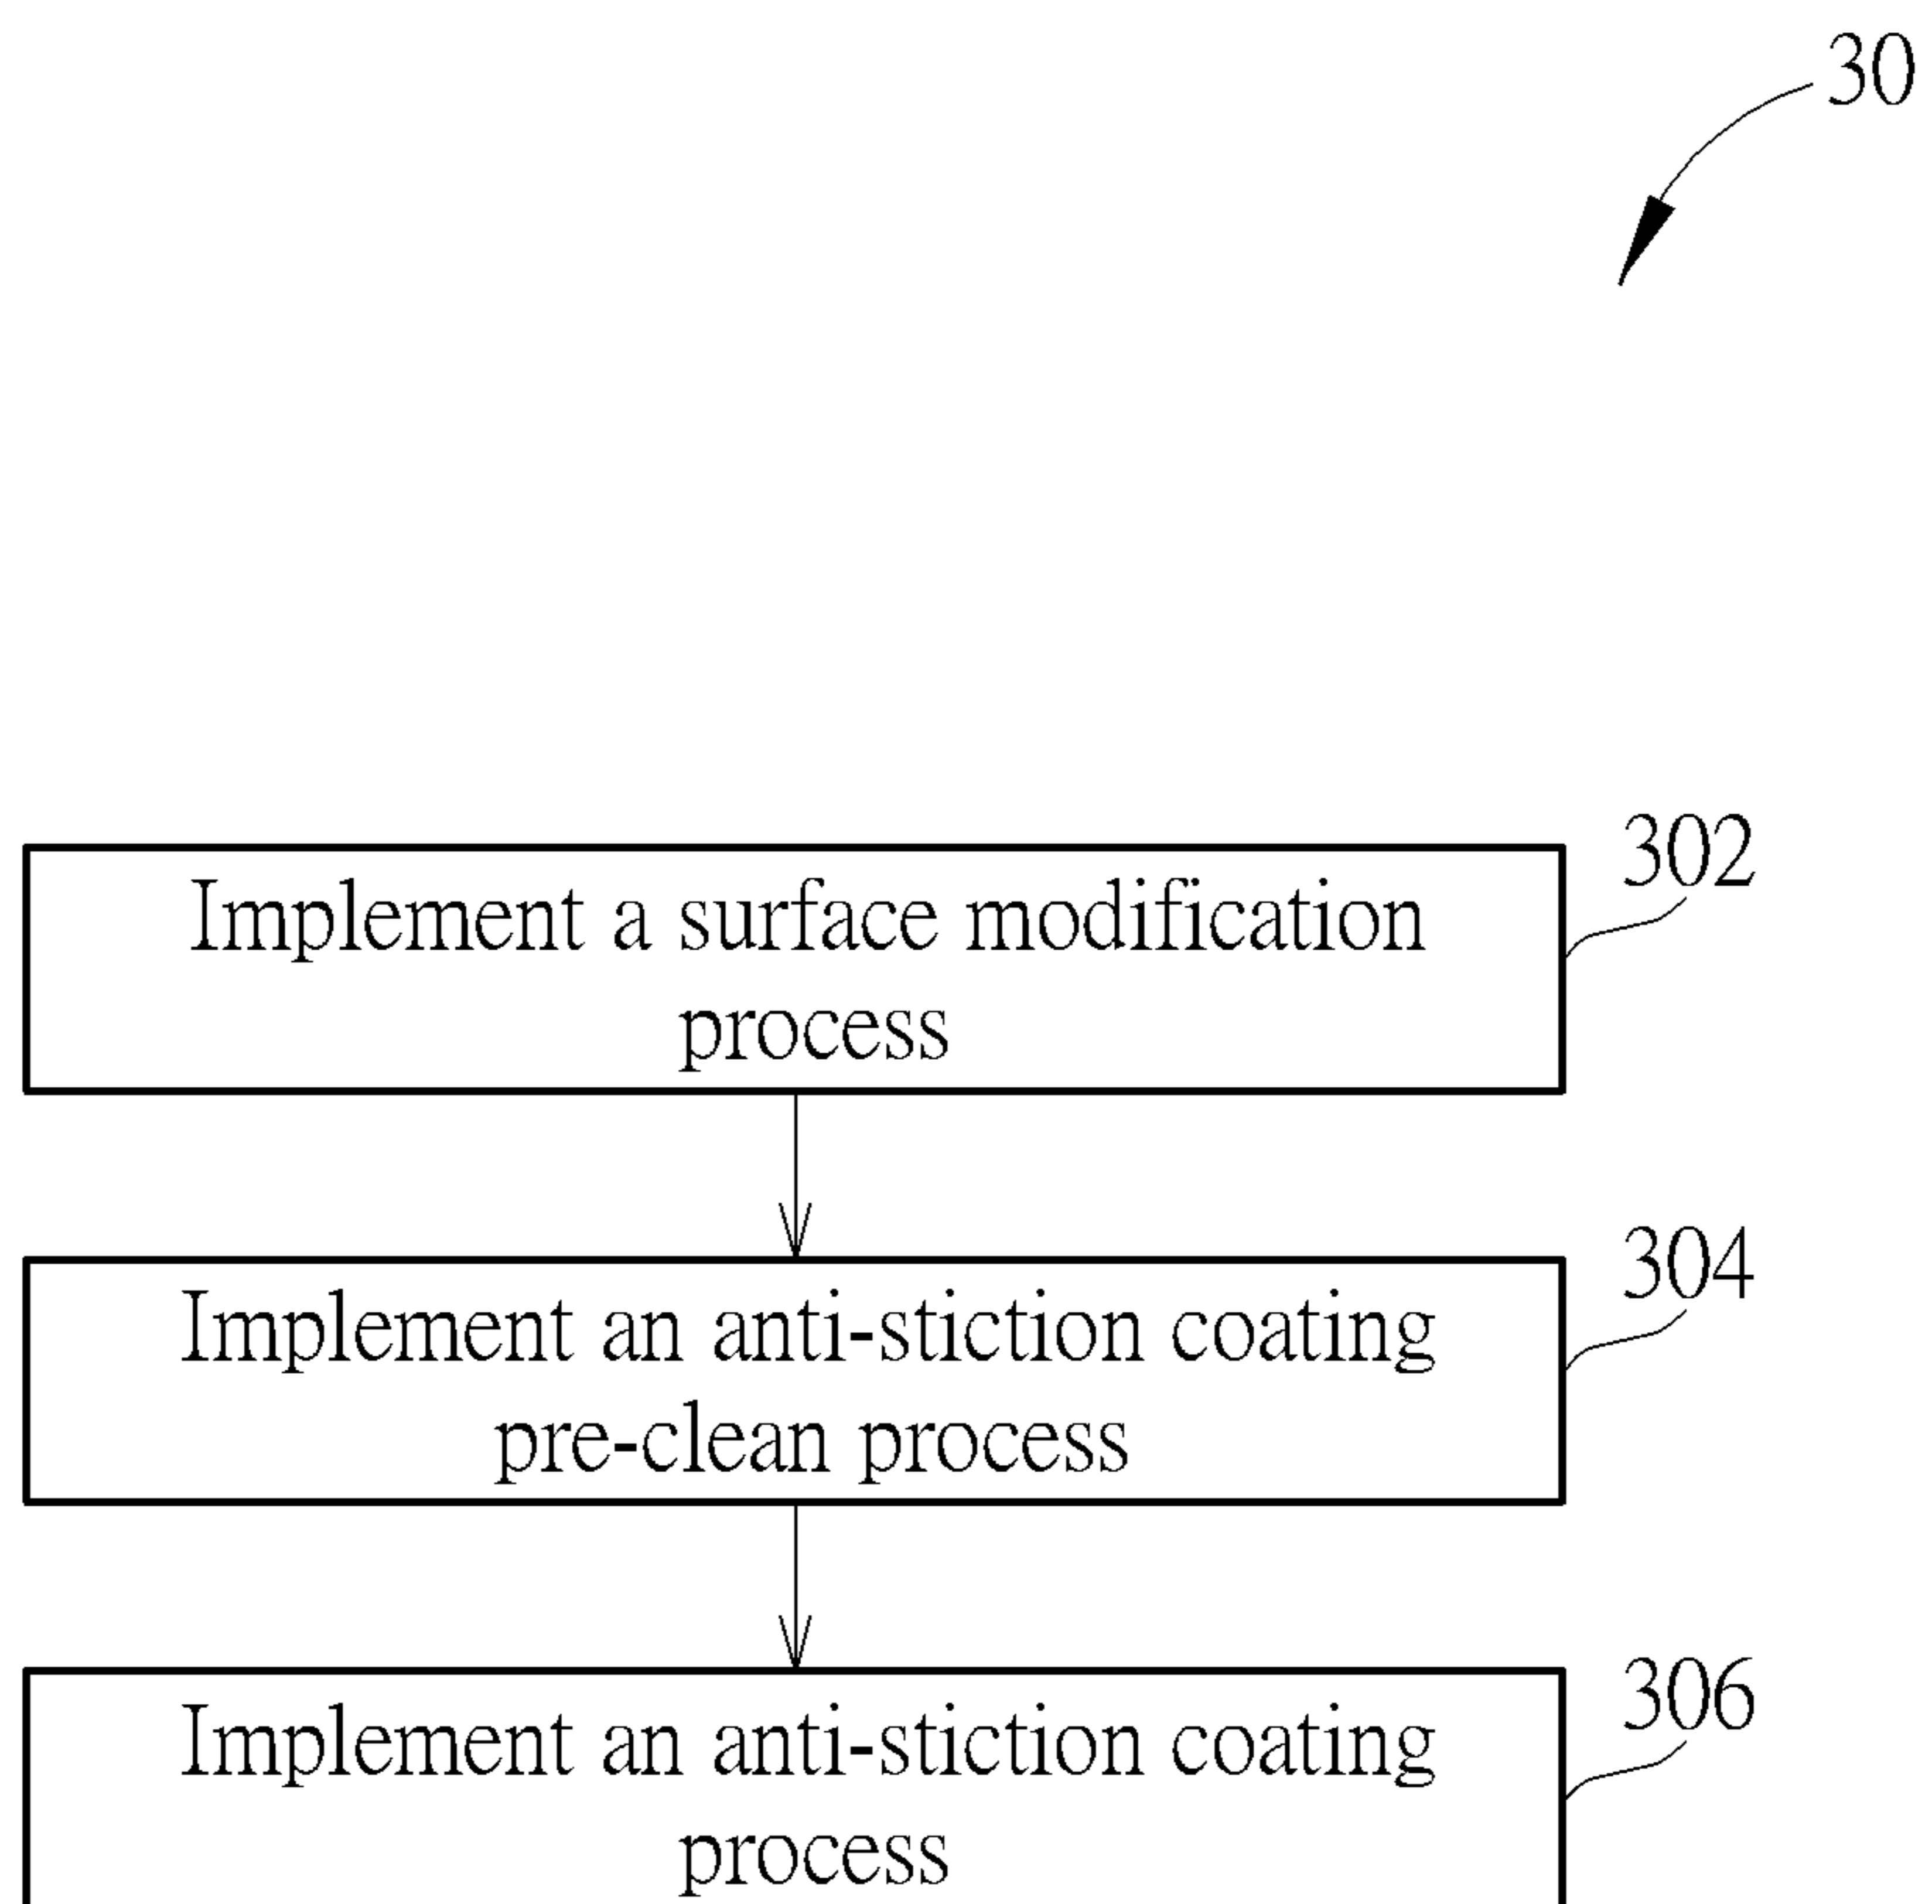 30
302
Implement a surface modification
process
304
Implement an anti-stiction coating
pre-clean process
306
Implement an anti-stiction coating
process